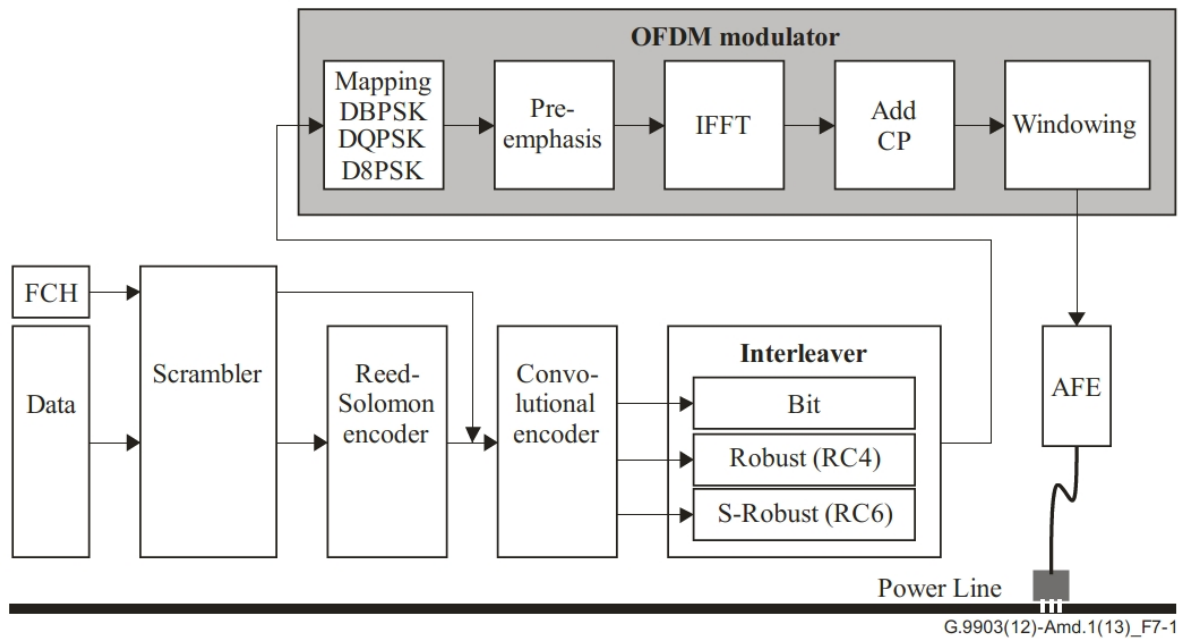 OFDM modulator
Mapping
DBPSK
DQPSK
D8PSK
Pre-
emphasis
IFFT
Add
CP
Windowing
FCH
Data
Scrambler
Reed-
Solomon
encoder
Convo-
lutional
encoder
Interleaver
Bit
Robust (RC4)
S-Robust (RC6)
AFE
Power Line
G.9903(12)-Amd.1(13)_F7-1